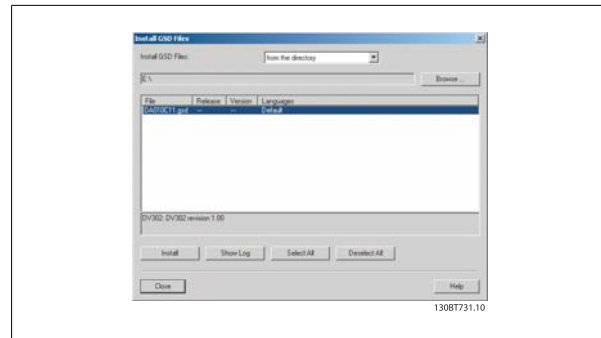 Install GSD Files
Install GSD Files: from the directory
E:\ Browse ...
File Release Version Languages
DA010C11.gsd -- -- Default
DV302: DV302 revision 1.00
Install Show Log Select All Deselect All
Close Help
130BT731.10